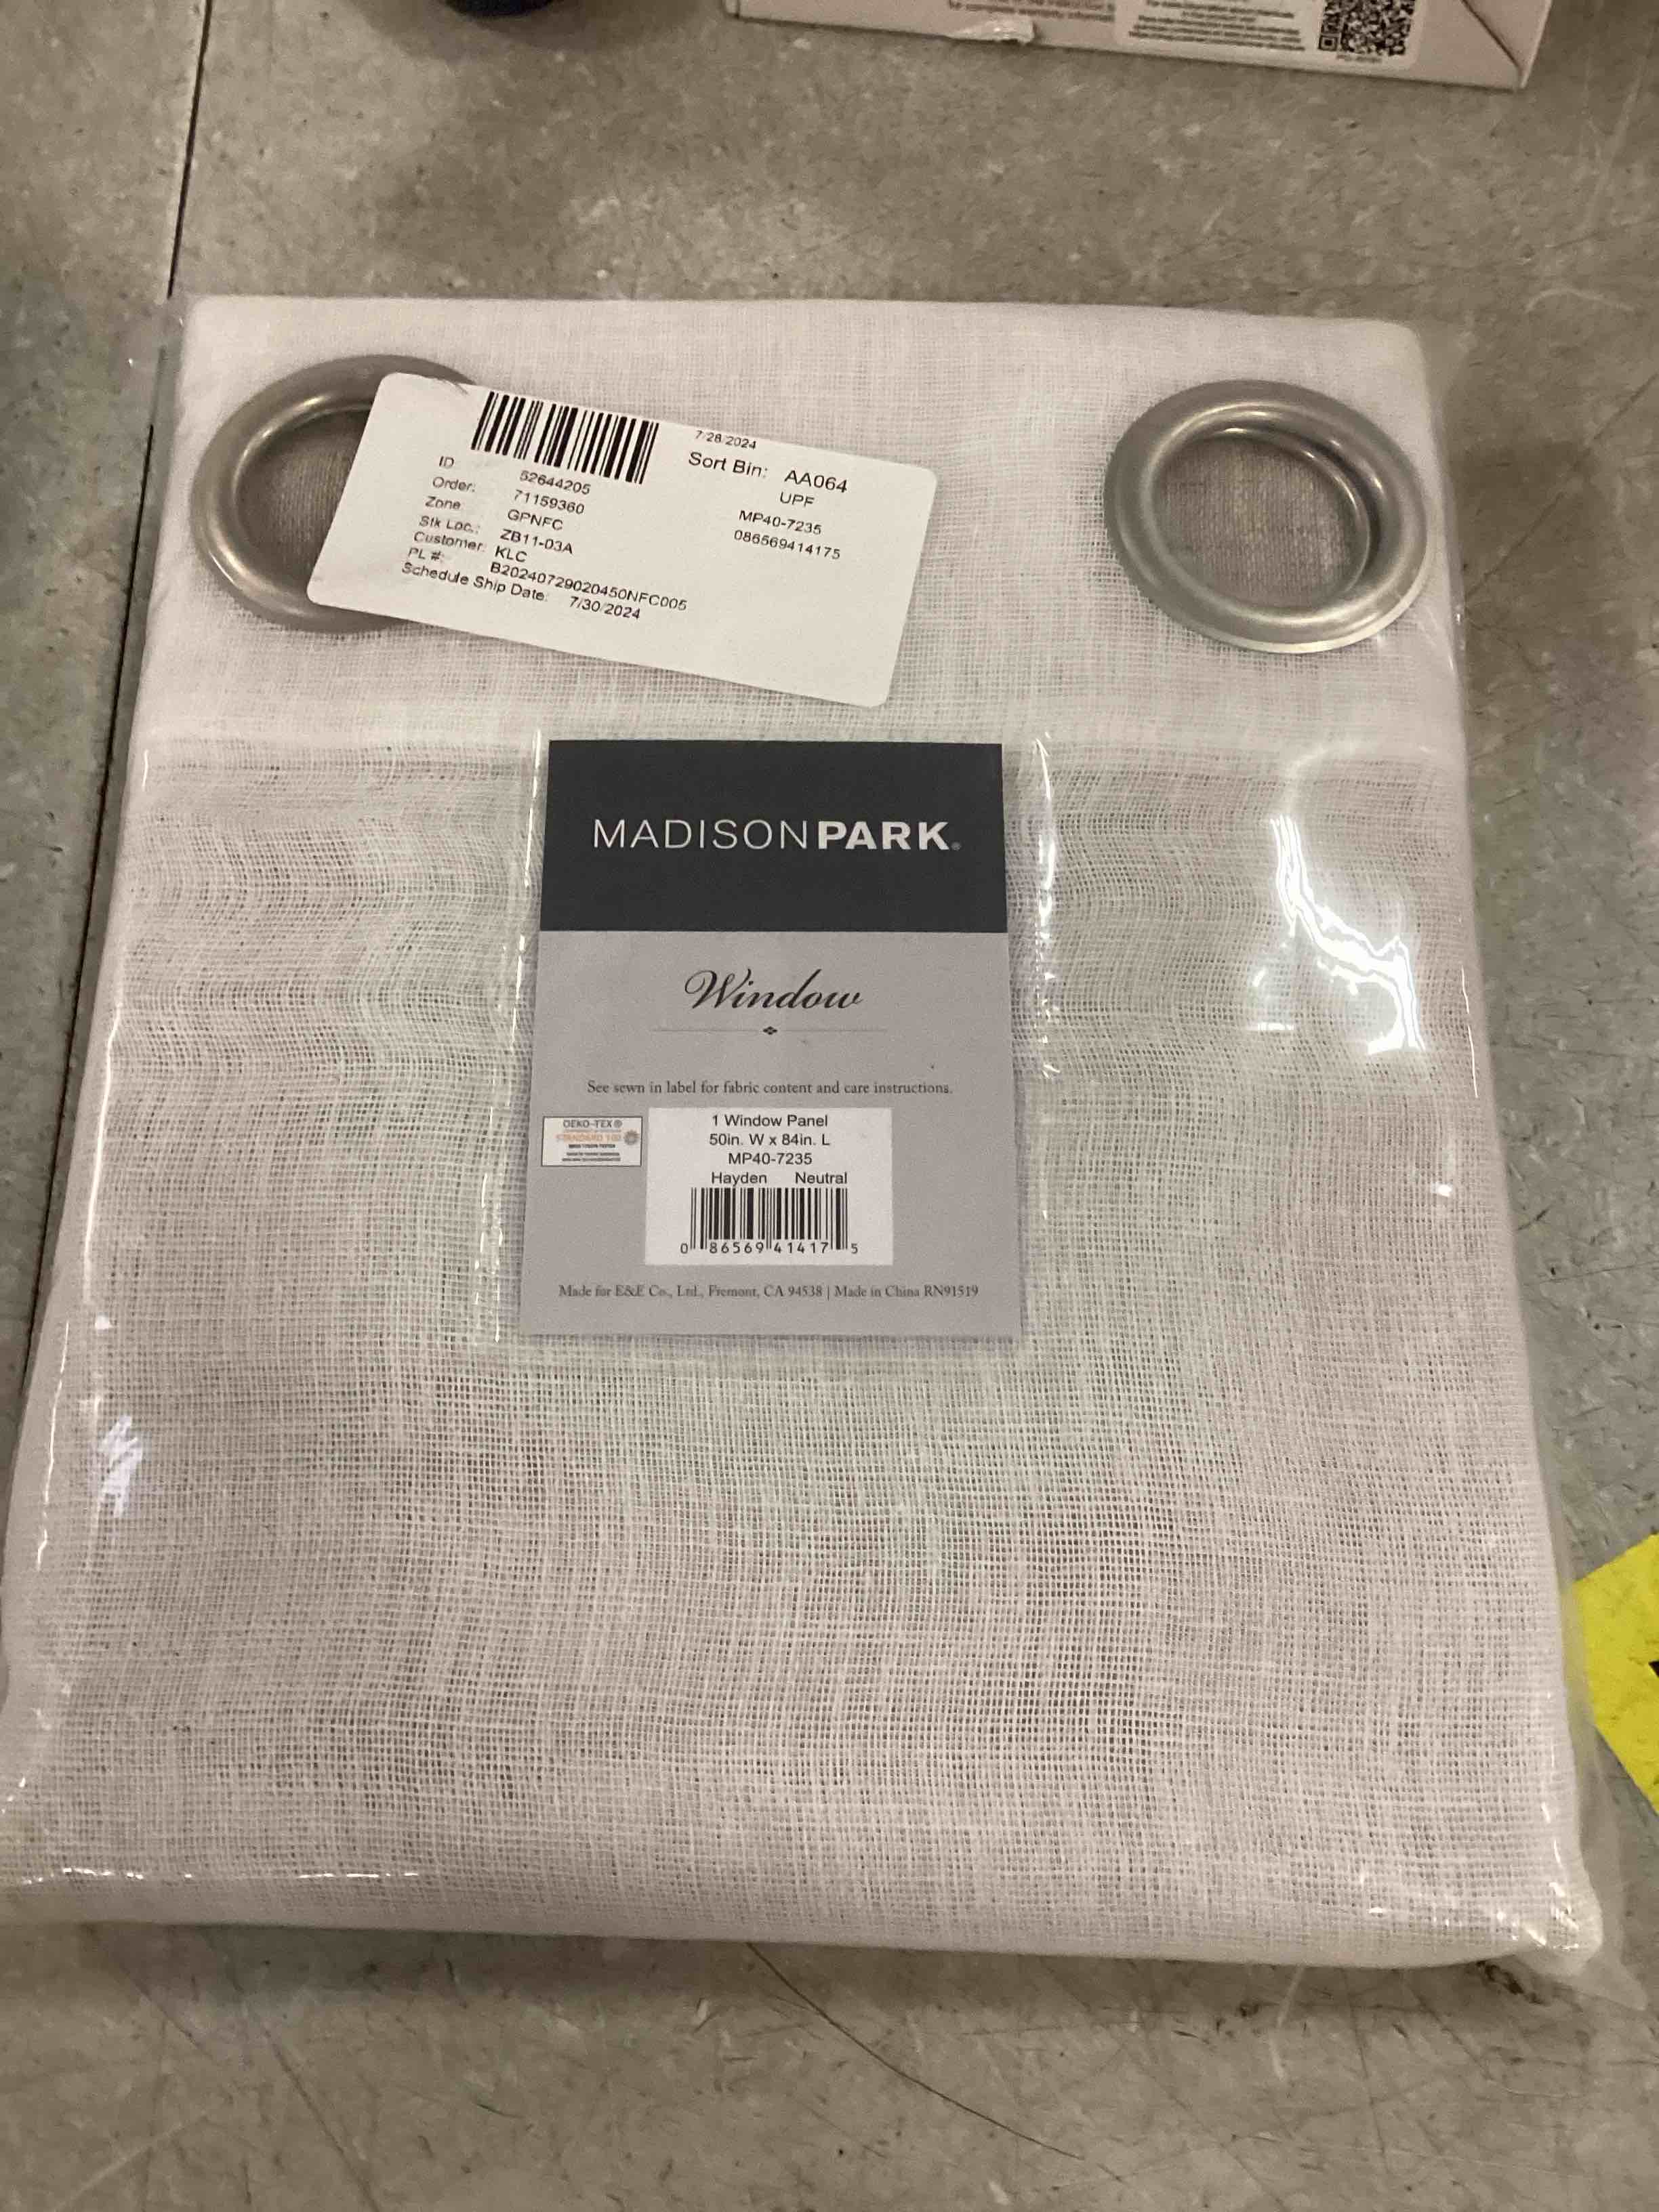 7/28/2024
Sort Bin: AA064
UPF
MP40-7235
086569414175
ID 52644205
Order: 71159360
Zone GPNFC
Stk Loc.: ZB11-03A
Customer: KLC
PL #: B20240729020450NFC005
Schedule Ship Date: 7/30/2024
MADISONPARK®
Window
See sewn in label for fabric content and care instructions.
OEKO-TEX®
STANDARD 100
1 Window Panel
50in. W x 84in. L
MP40-7235
Hayden Neutral
0 86569 41417 5
Made for E&E Co., Ltd., Fremont, CA 94538 | Made in China RN91519